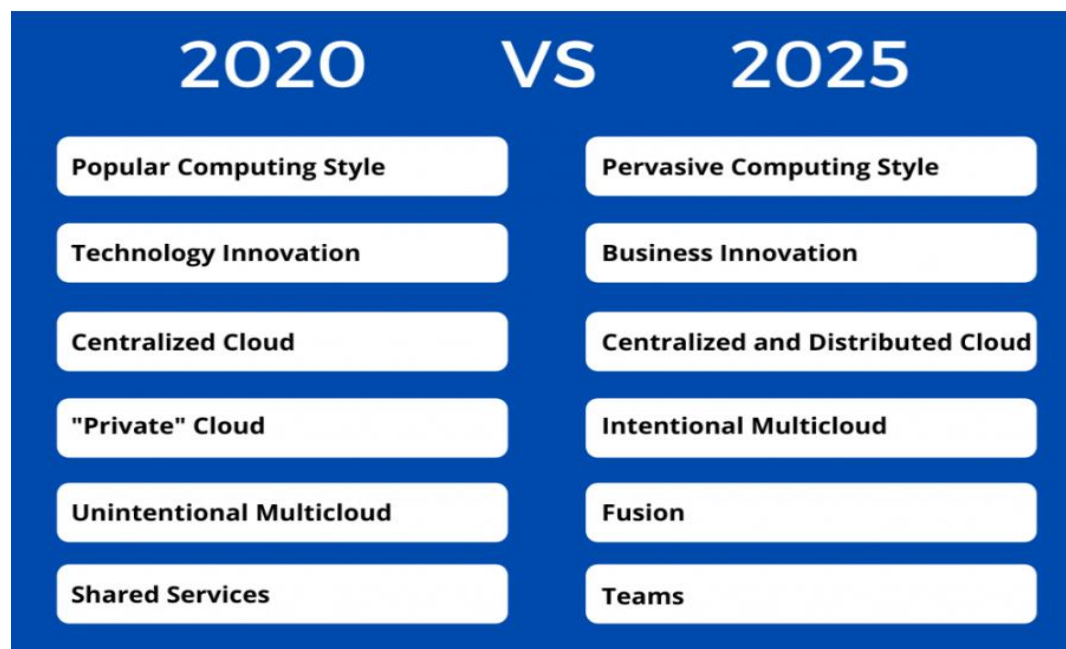 2020 VS 2025
Popular Computing Style
Pervasive Computing Style
Technology Innovation
Business Innovation
Centralized Cloud
Centralized and Distributed Cloud
"Private" Cloud
Intentional Multicloud
Unintentional Multicloud
Fusion
Shared Services
Teams